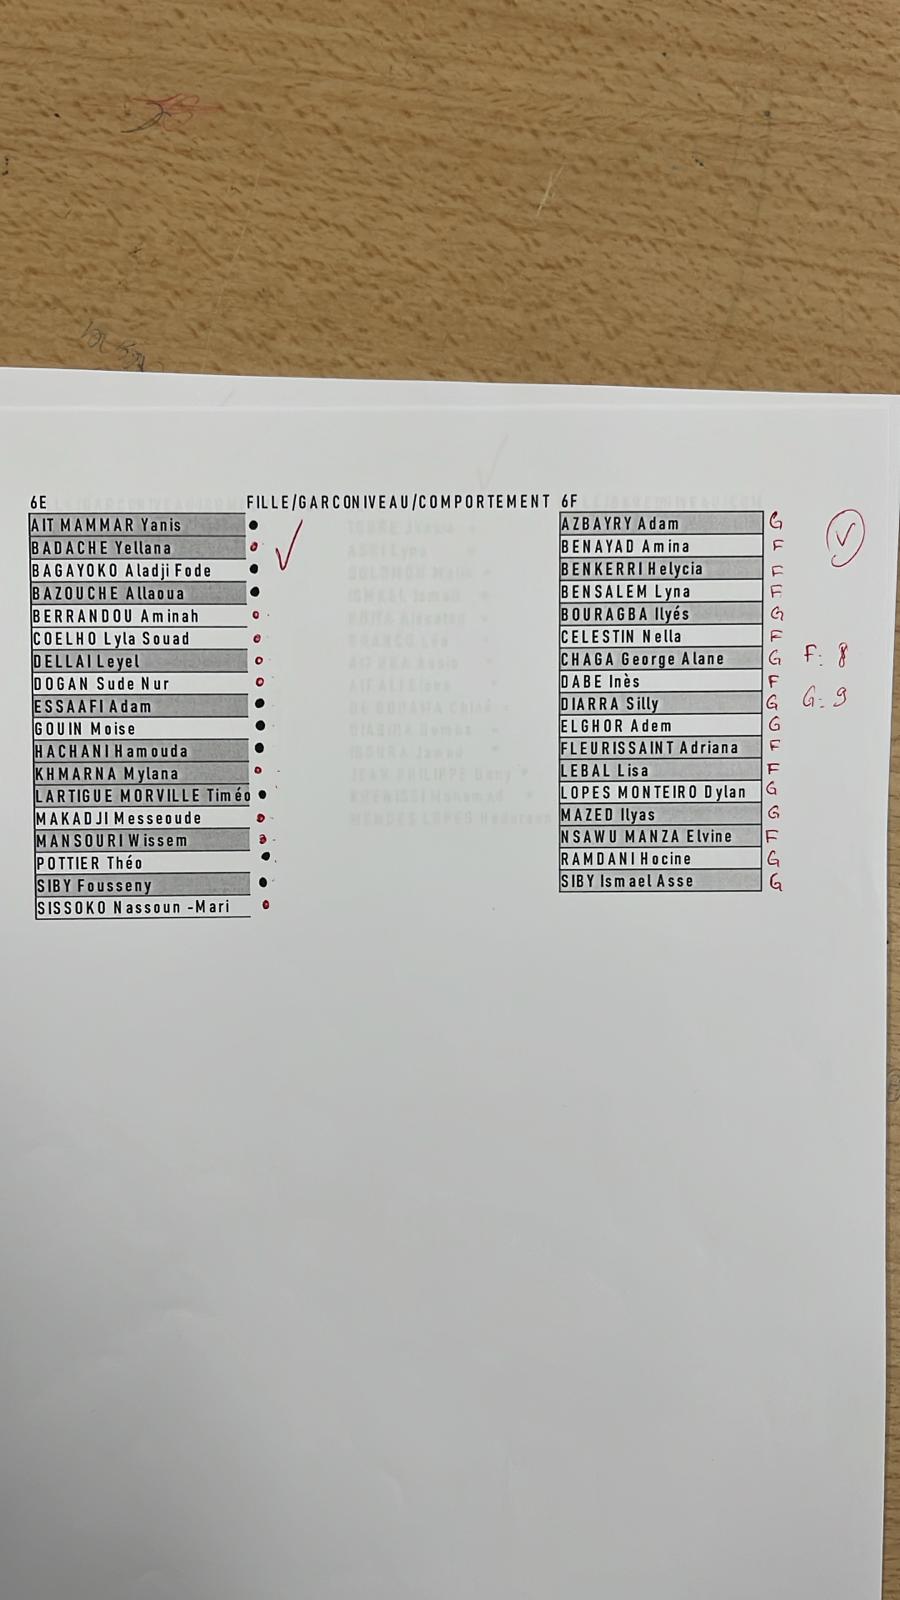 6E
FILLE/GARCONIVEAU/COMPORTEMENT
AIT MAMMAR Yanis
BADACHE Yellana
BAGAYOKO Aladji Fode
BAZOUCHE Allaoua
BERRANDOU Aminah
COELHO Lyla Souad
DELLAI Leyel
DOGAN Sude Nur
ESSAAFI Adam
GOUIN Moise
HACHANI Hamouda
KHMARNA Mylana
LARTIGUE MORVILLE Timéo
MAKADJI Messeoude
MANSOURI Wissem
POTTIER Théo
SIBY Fousseny
SISSOKO Nassoun -Mari
6F
AZBAYRY Adam G
BENAYAD Amina F
BENKERRI Helycia F
BENSALEM Lyna F
BOURAGBA Ilyés G
CELESTIN Nella F
CHAGA George Alane G
DABE Inès F
DIARRA Silly G
ELGHOR Adem G
FLEURISSAINT Adriana F
LEBAL Lisa F
LOPES MONTEIRO Dylan G
MAZED Ilyas G
NSAWU MANZA Elvine F
RAMDANI Hocine G
SIBY Ismael Asse G
F: 8
G: 9